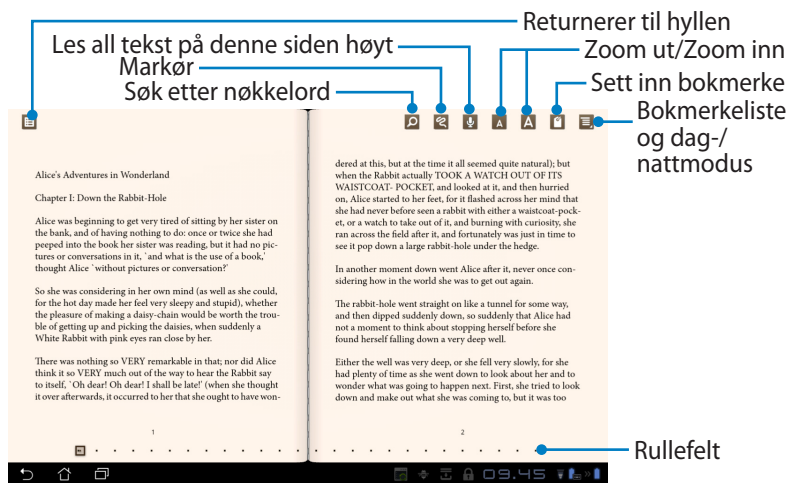 Returnerer til hyllen
Les all tekst på denne siden høyt
Zoom ut/Zoom inn
Markør
Sett inn bokmerke
Søk etter nøkkelord
Bokmerkeliste
og dag-/
nattmodus
A
A
Alice's Adventures in Wonderland
Chapter I: Down the Rabbit-Hole
Alice was beginning to get very tired of sitting by her sister on
the bank, and of having nothing to do: once or twice she had
peeped into the book her sister was reading, but it had no pic-
tures or conversations in it, `and what is the use of a book,'
thought Alice `without pictures or conversation?'
So she was considering in her own mind (as well as she could,
for the hot day made her feel very sleepy and stupid), whether
the pleasure of making a daisy-chain would be worth the trou-
ble of getting up and picking the daisies, when suddenly a
White Rabbit with pink eyes ran close by her.
There was nothing so VERY remarkable in that; nor did Alice
think it so VERY much out of the way to hear the Rabbit say
to itself, `Oh dear! Oh dear! I shall be late!' (when she thought
it over afterwards, it occurred to her that she ought to have won-
1
dered at this, but at the time it all seemed quite natural); but
when the Rabbit actually TOOK A WATCH OUT OF ITS
WAISTCOAT- POCKET, and looked at it, and then hurried
on, Alice started to her feet, for it flashed across her mind that
she had never before seen a rabbit with either a waistcoat-pock-
et, or a watch to take out of it, and burning with curiosity, she
ran across the field after it, and fortunately was just in time to
see it pop down a large rabbit-hole under the hedge.
In another moment down went Alice after it, never once con-
sidering how in the world she was to get out again.
The rabbit-hole went straight on like a tunnel for some way,
and then dipped suddenly down, so suddenly that Alice had
not a moment to think about stopping herself before she
found herself falling down a very deep well.
Either the well was very deep, or she fell very slowly, for she
had plenty of time as she went down to look about her and to
wonder what was going to happen next. First, she tried to look
down and make out what she was coming to, but it was too
2
Rullefelt
09.45